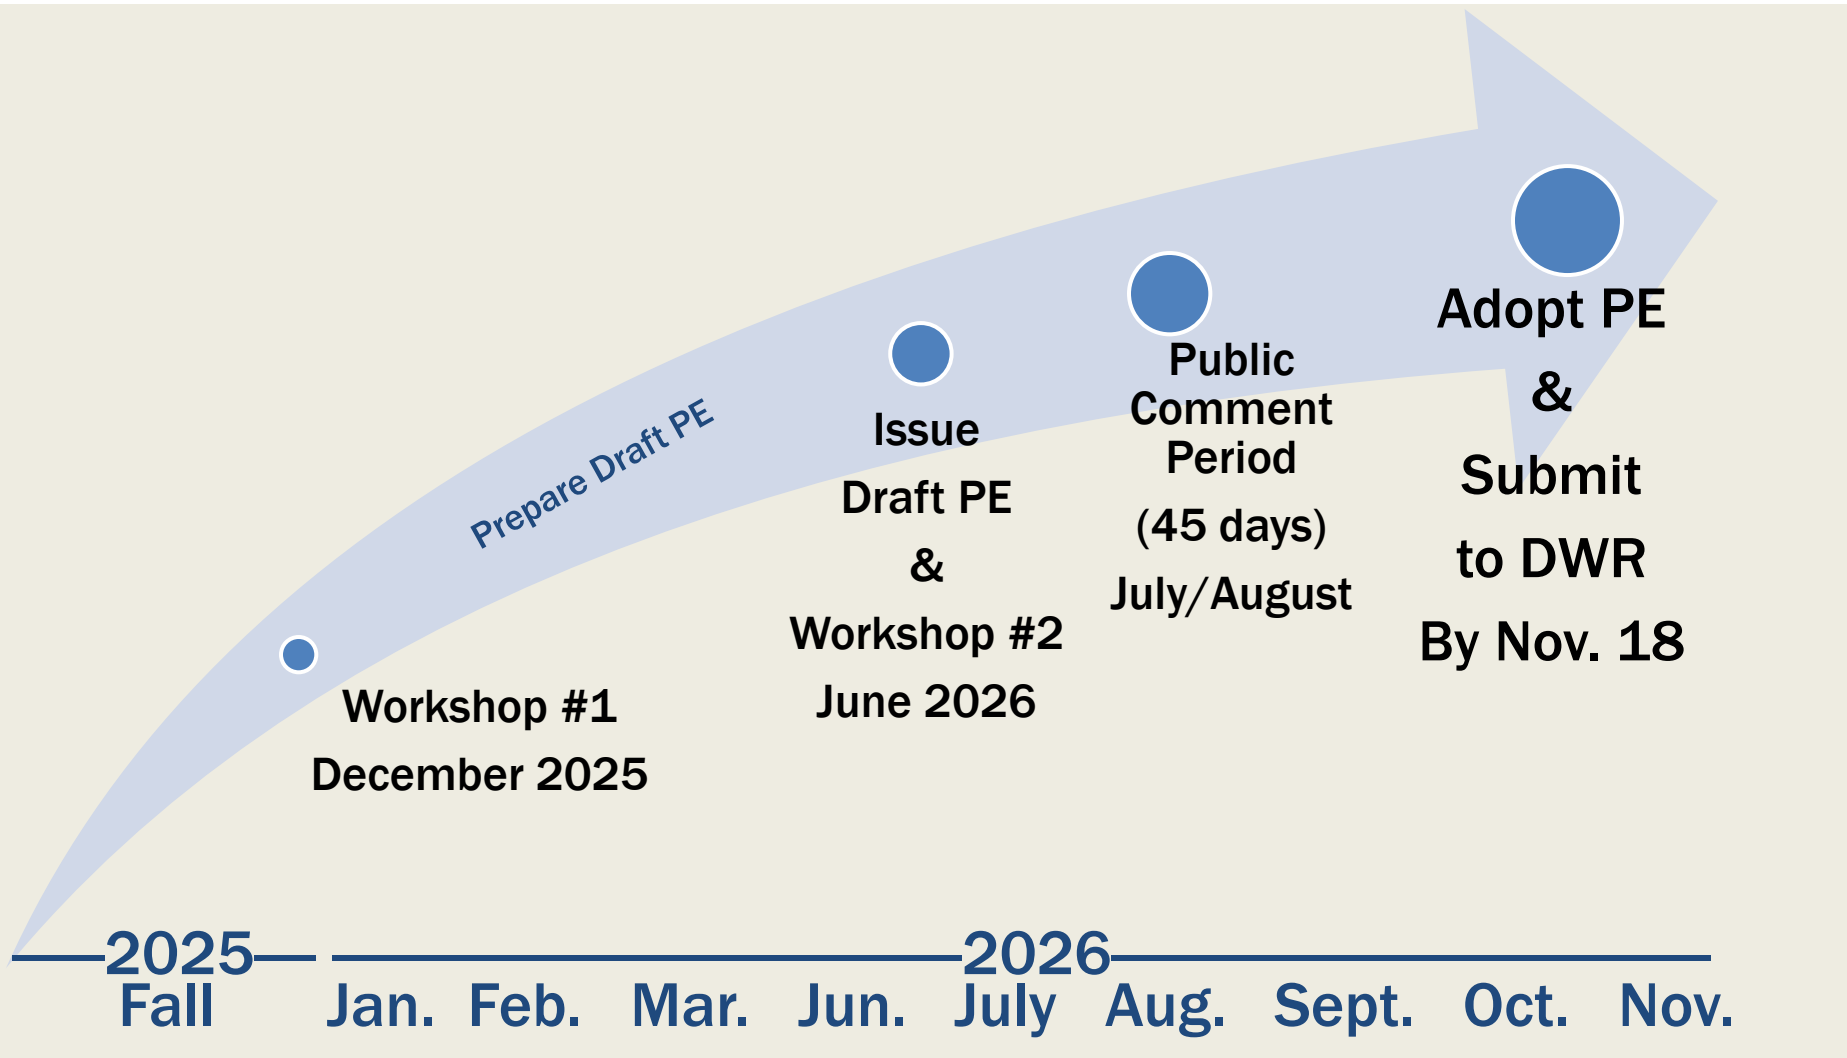 Prepare Draft PE
Workshop #1
December 2025
Issue
Draft PE
&
Workshop #2
June 2026
Public
Comment
Period
(45 days)
July/August
Adopt PE
&
Submit
to DWR
By Nov. 18
2025
2026
Fall
Jan.
Feb.
Mar.
Jun.
July
Aug.
Sept.
Oct.
Nov.